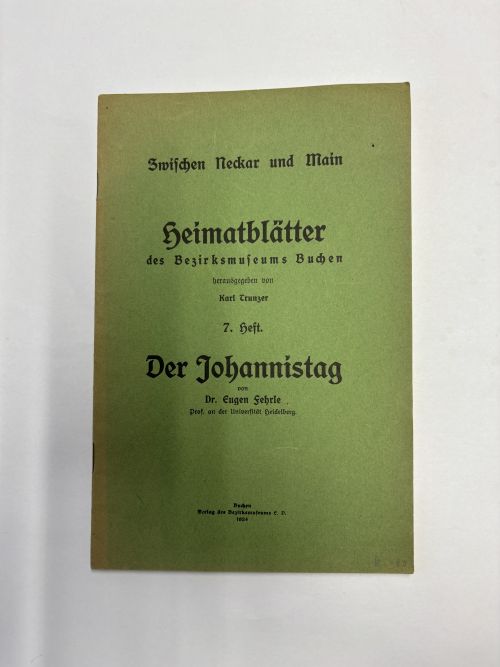 Zwischen Neckar und Main
Heimatblätter
des Bezirksmuseums Buchen
herausgegeben von
Karl Trunzer
7. Heft.
Der Johannistag
von
Dr. Eugen Fehrle
Prof. an der Universität Heidelberg.
Buchen
Verlag des Bezirksmuseums E. V.
1924